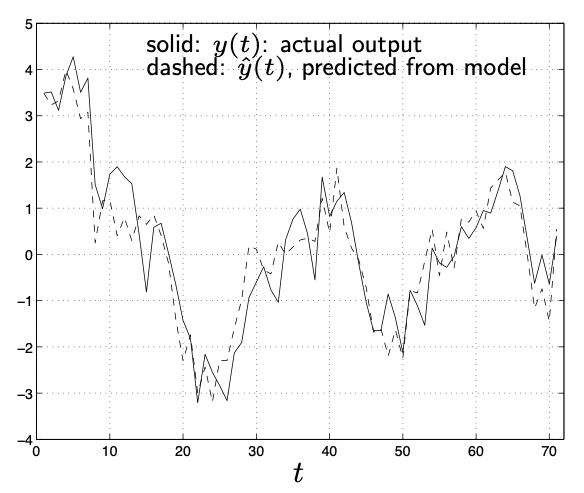 solid: y(t): actual output
dashed: ŷ(t), predicted from model
5
4
3
2
1
0
−1
−2
−3
−4
0 10 20 30 40 50 60 70
t